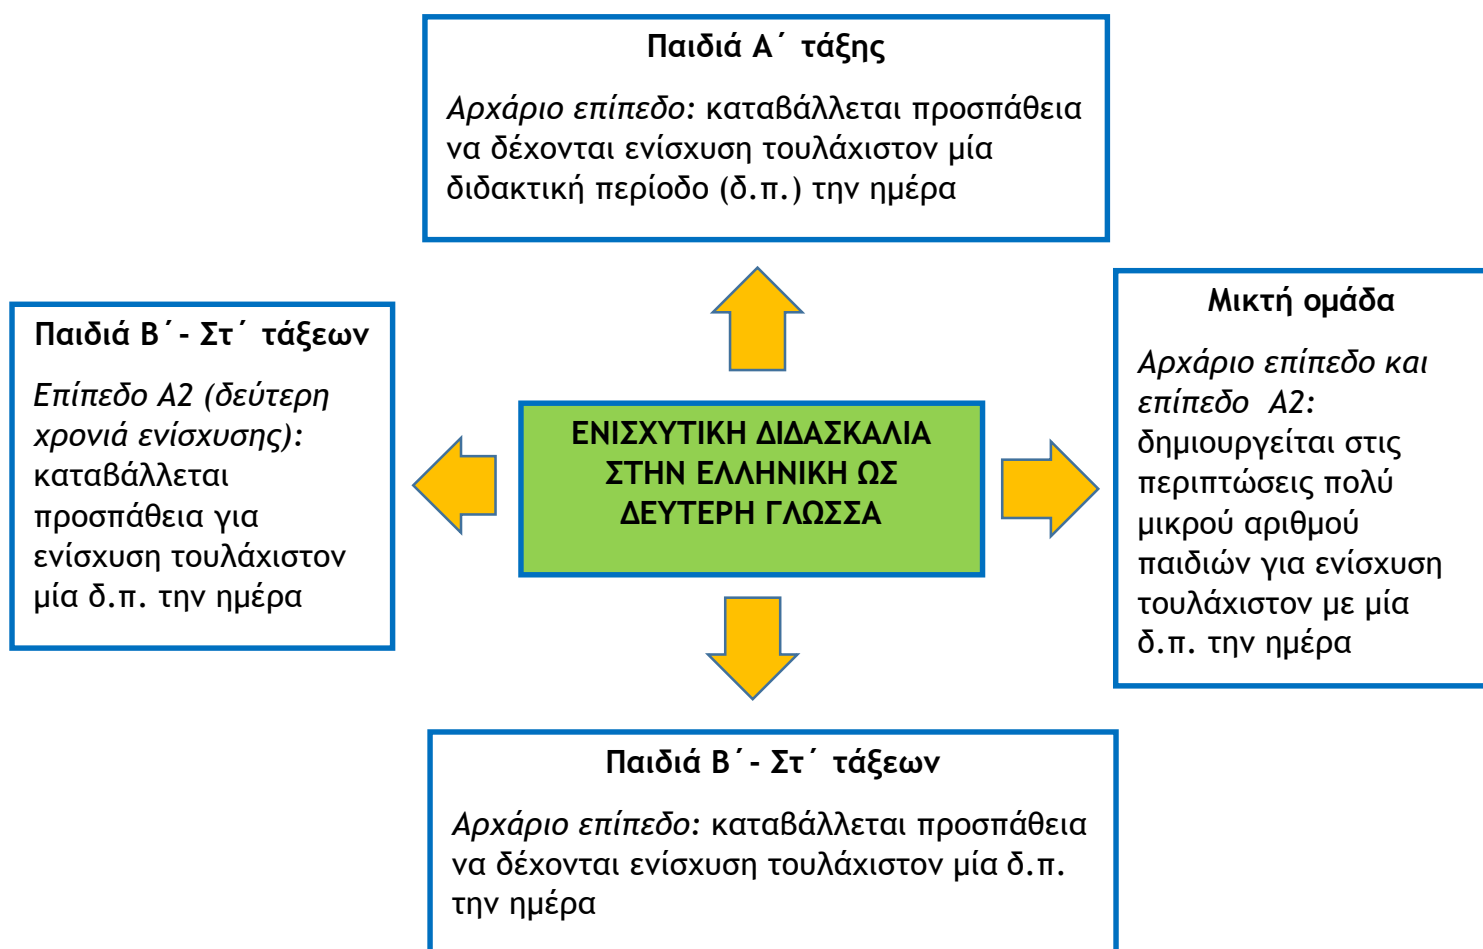 Παιδιά Α΄ τάξης
Αρχάριο επίπεδο: καταβάλλεται προσπάθεια
να δέχονται ενίσχυση τουλάχιστον μία
διδακτική περίοδο (δ.π.) την ημέρα
Παιδιά Β΄- Στ΄ τάξεων
Επίπεδο Α2 (δεύτερη
χρονιά ενίσχυσης):
καταβάλλεται
προσπάθεια για
ενίσχυση τουλάχιστον
μία δ.π. την ημέρα
ΕΝΙΣΧΥΤΙΚΗ ΔΙΔΑΣΚΑΛΙΑ
ΣΤΗΝ ΕΛΛΗΝΙΚΗ ΩΣ
ΔΕΥΤΕΡΗ ΓΛΩΣΣΑ
Μικτή ομάδα
Αρχάριο επίπεδο και
επίπεδο Α2:
δημιουργείται στις
περιπτώσεις πολύ
μικρού αριθμού
παιδιών για ενίσχυση
τουλάχιστον με μία
δ.π. την ημέρα
Παιδιά Β΄- Στ΄ τάξεων
Αρχάριο επίπεδο: καταβάλλεται προσπάθεια
να δέχονται ενίσχυση τουλάχιστον μία δ.π.
την ημέρα